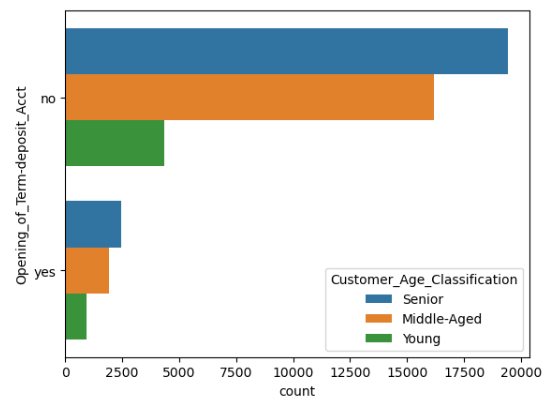 Opening_of_Term-deposit_Acct
no
yes
Customer_Age_Classification
Senior
Middle-Aged
Young
0 2500 5000 7500 10000 12500 15000 17500 20000
count